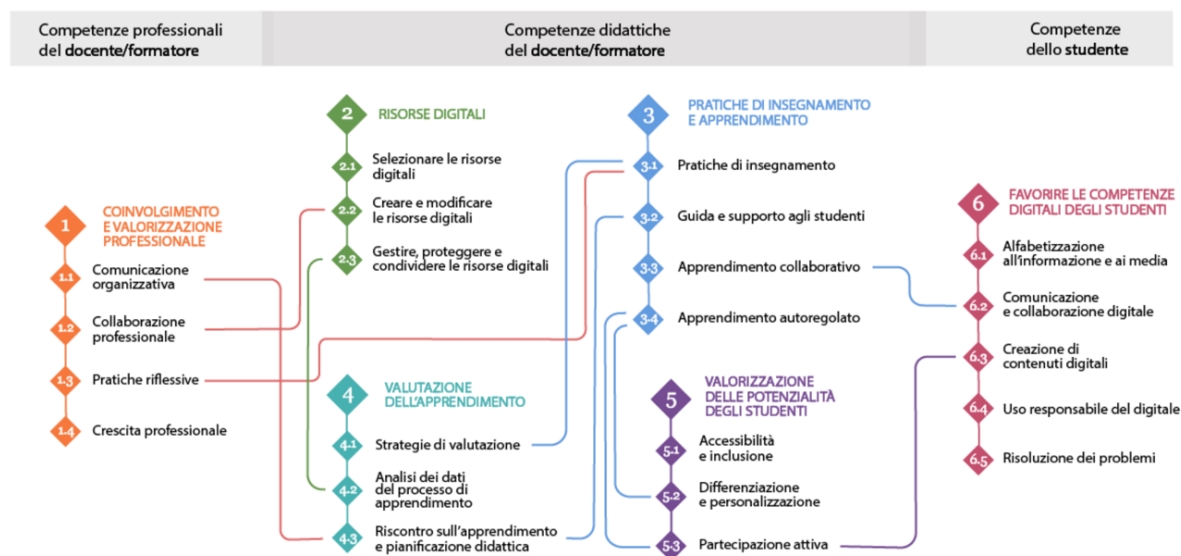 Competenze professionali
del docente/formatore
Competenze didattiche
del docente/formatore
Competenze
dello studente
1
COINVOLGIMENTO
E VALORIZZAZIONE
PROFESSIONALE
1.1
Comunicazione
organizzativa
1.2
Collaborazione
professionale
1.3
Pratiche riflessive
1.4
Crescita professionale
2
RISORSE DIGITALI
2.1
Selezionare le risorse
digitali
2.2
Creare e modificare
le risorse digitali
2.3
Gestire, proteggere e
condividere le risorse digitali
3
PRATICHE DI INSEGNAMENTO
E APPRENDIMENTO
3.1
Pratiche di insegnamento
3.2
Guida e supporto agli studenti
3.3
Apprendimento collaborativo
3.4
Apprendimento autoregolato
4
VALUTAZIONE
DELL'APPRENDIMENTO
4.1
Strategie di valutazione
4.2
Analisi dei dati
del processo di
apprendimento
4.3
Riscontro sull'apprendimento
e pianificazione didattica
5
VALORIZZAZIONE
DELLE POTENZIALITÀ
DEGLI STUDENTI
5.1
Accessibilità
e inclusione
5.2
Differenziazione
e personalizzazione
5.3
Partecipazione attiva
6
FAVORIRE LE COMPETENZE
DIGITALI DEGLI STUDENTI
6.1
Alfabetizzazione
all'informazione e ai media
6.2
Comunicazione
e collaborazione digitale
6.3
Creazione di
contenuti digitali
6.4
Uso responsabile del digitale
6.5
Risoluzione dei problemi